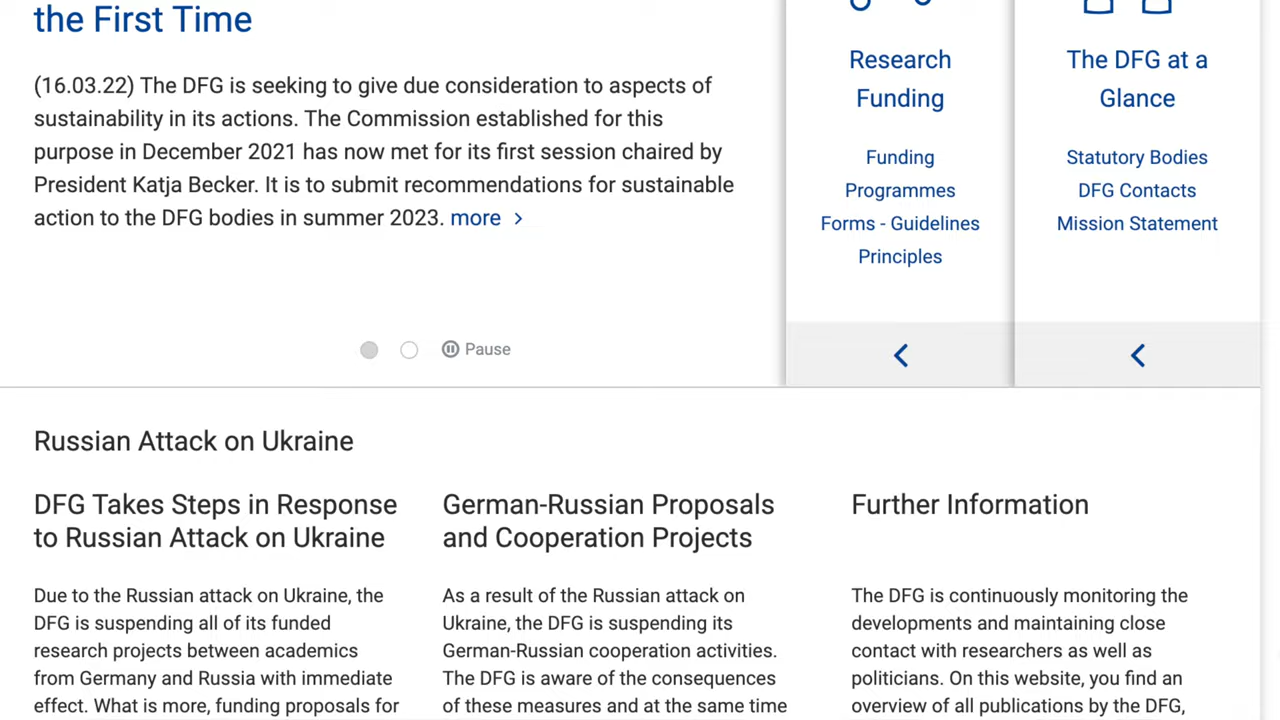 the First Time
(16.03.22) The DFG is seeking to give due consideration to aspects of
sustainability in its actions. The Commission established for this
purpose in December 2021 has now met for its first session chaired by
President Katja Becker. It is to submit recommendations for sustainable
action to the DFG bodies in summer 2023. more
Pause
Research
Funding
Funding
Programmes
Forms - Guidelines
Principles
The DFG at a
Glance
Statutory Bodies
DFG Contacts
Mission Statement
Russian Attack on Ukraine
DFG Takes Steps in Response
to Russian Attack on Ukraine
Due to the Russian attack on Ukraine, the
DFG is suspending all of its funded
research projects between academics
from Germany and Russia with immediate
effect. What is more, funding proposals for
German-Russian Proposals
and Cooperation Projects
As a result of the Russian attack on
Ukraine, the DFG is suspending its
German-Russian cooperation activities.
The DFG is aware of the consequences
of these measures and at the same time
Further Information
The DFG is continuously monitoring the
developments and maintaining close
contact with researchers as well as
politicians. On this website, you find an
overview of all publications by the DFG,